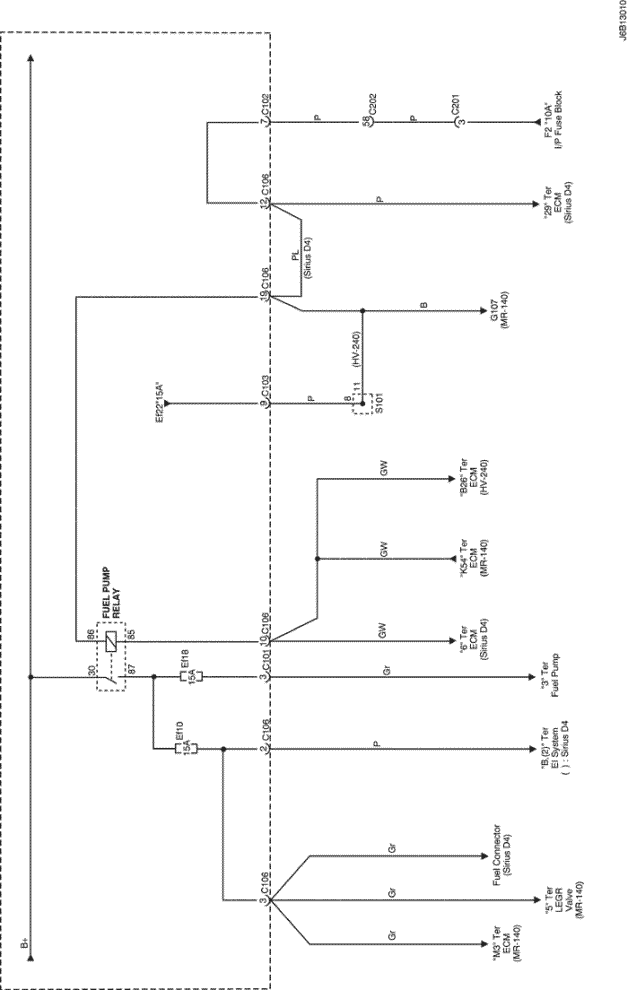 J6B13010
B+
FUEL PUMP
RELAY
30
86
87
85
Ef10
15A
Ef18
15A
Ef22"15A"
3
C106
2
C106
3
C101
10
C106
9
C103
19
C106
12
C106
7
C102
Gr
Gr
Gr
P
Gr
GW
GW
GW
P
8
11
S101
(HV-240)
B
PL
(Sirius D4)
P
P
58
C202
P
3
C201
"M3" Ter
ECM
(MR-140)
"5" Ter
LEGR
Valve
(MR-140)
Fuel Connector
(Sirius D4)
"B,(2)" Ter
EI System
( ) : Sirius D4
"3" Ter
Fuel Pump
"6" Ter
ECM
(Sirius D4)
"K54" Ter
ECM
(MR-140)
"B26" Ter
ECM
(HV-240)
G107
(MR-140)
"29" Ter
ECM
(Sirius D4)
F2 "10A"
I/P Fuse Block